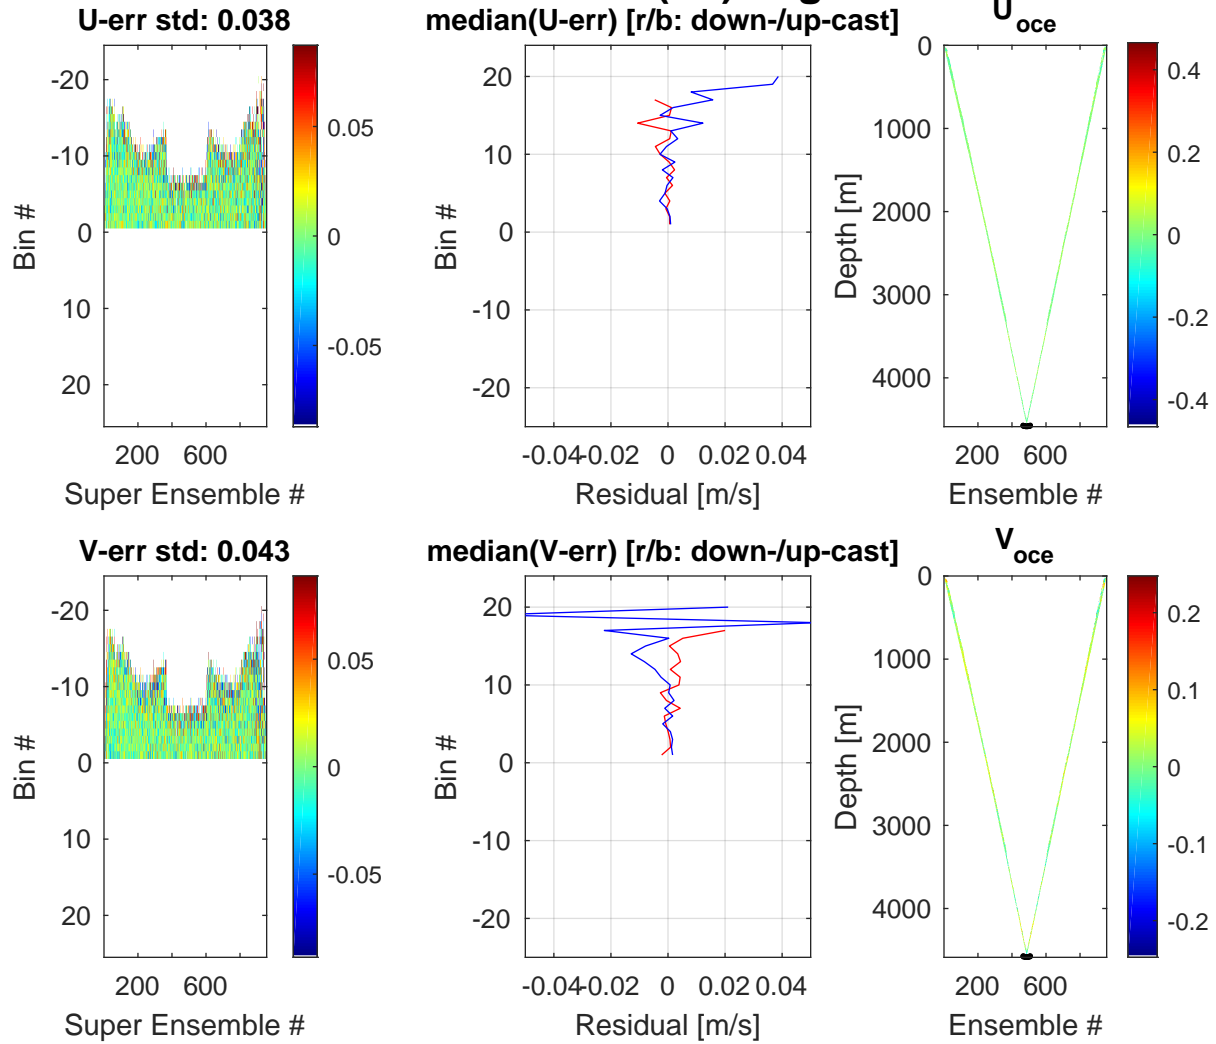 U-err std: 0.038
median(U-err) [r/b: down-/up-cast]
U oce
-20
-10
0
10
20
Bin #
200 600
Super Ensemble #
0.05
0
-0.05
20
10
0
-10
-20
Bin #
-0.04 -0.02 0 0.02 0.04
Residual [m/s]
0
1000
2000
3000
4000
Depth [m]
200 600
Ensemble #
0.4
0.2
0
-0.2
-0.4
V-err std: 0.043
median(V-err) [r/b: down-/up-cast]
V oce
-20
-10
0
10
20
Bin #
200 600
Super Ensemble #
0.05
0
-0.05
20
10
0
-10
-20
Bin #
-0.04 -0.02 0 0.02 0.04
Residual [m/s]
0
1000
2000
3000
4000
Depth [m]
200 600
Ensemble #
0.2
0.1
0
-0.1
-0.2